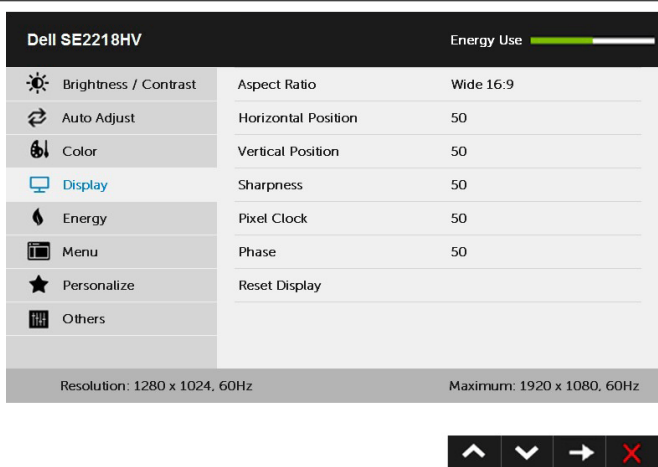 Dell SE2218HV Energy Use
Brightness / Contrast Aspect Ratio Wide 16:9
Auto Adjust Horizontal Position 50
Color Vertical Position 50
Display Sharpness 50
Energy Pixel Clock 50
Menu Phase 50
Personalize Reset Display
Others
Resolution: 1280 x 1024, 60Hz Maximum: 1920 x 1080, 60Hz